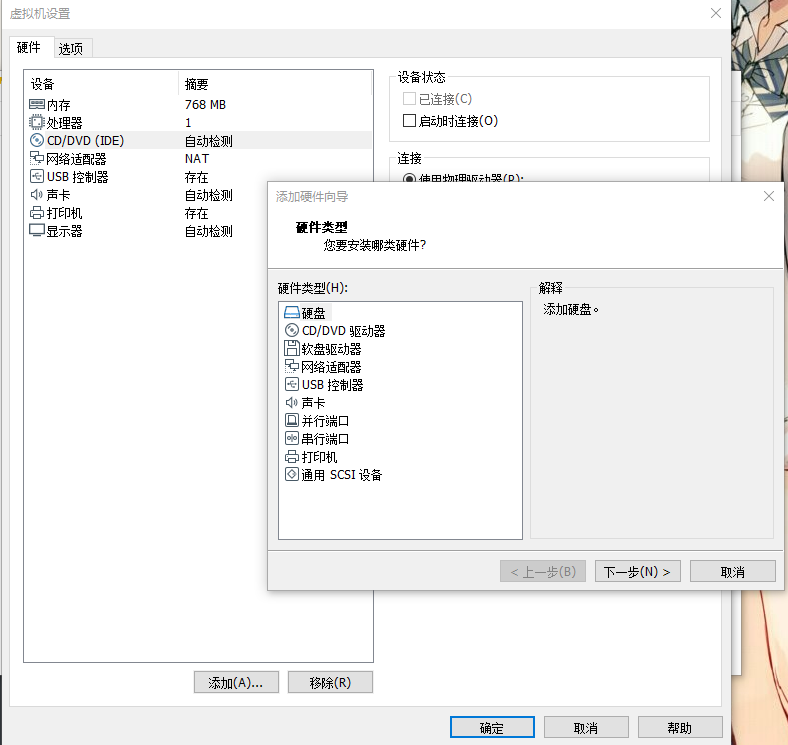 虚拟机设置
硬件 选项
设备 摘要
内存 768 MB
处理器 1
CD/DVD (IDE) 自动检测
网络适配器 NAT
USB 控制器 存在
声卡 自动检测
打印机 存在
显示器 自动检测
设备状态
已连接(C)
启动时连接(O)
连接
使用物理驱动器(P):
添加硬件向导
硬件类型
您要安装哪类硬件?
硬件类型(H):
硬盘
CD/DVD 驱动器
软盘驱动器
网络适配器
USB 控制器
声卡
并行端口
串行端口
打印机
通用 SCSI 设备
解释
添加硬盘。
< 上一步(B) 下一步(N) > 取消
添加(A)... 移除(R)
确定 取消 帮助